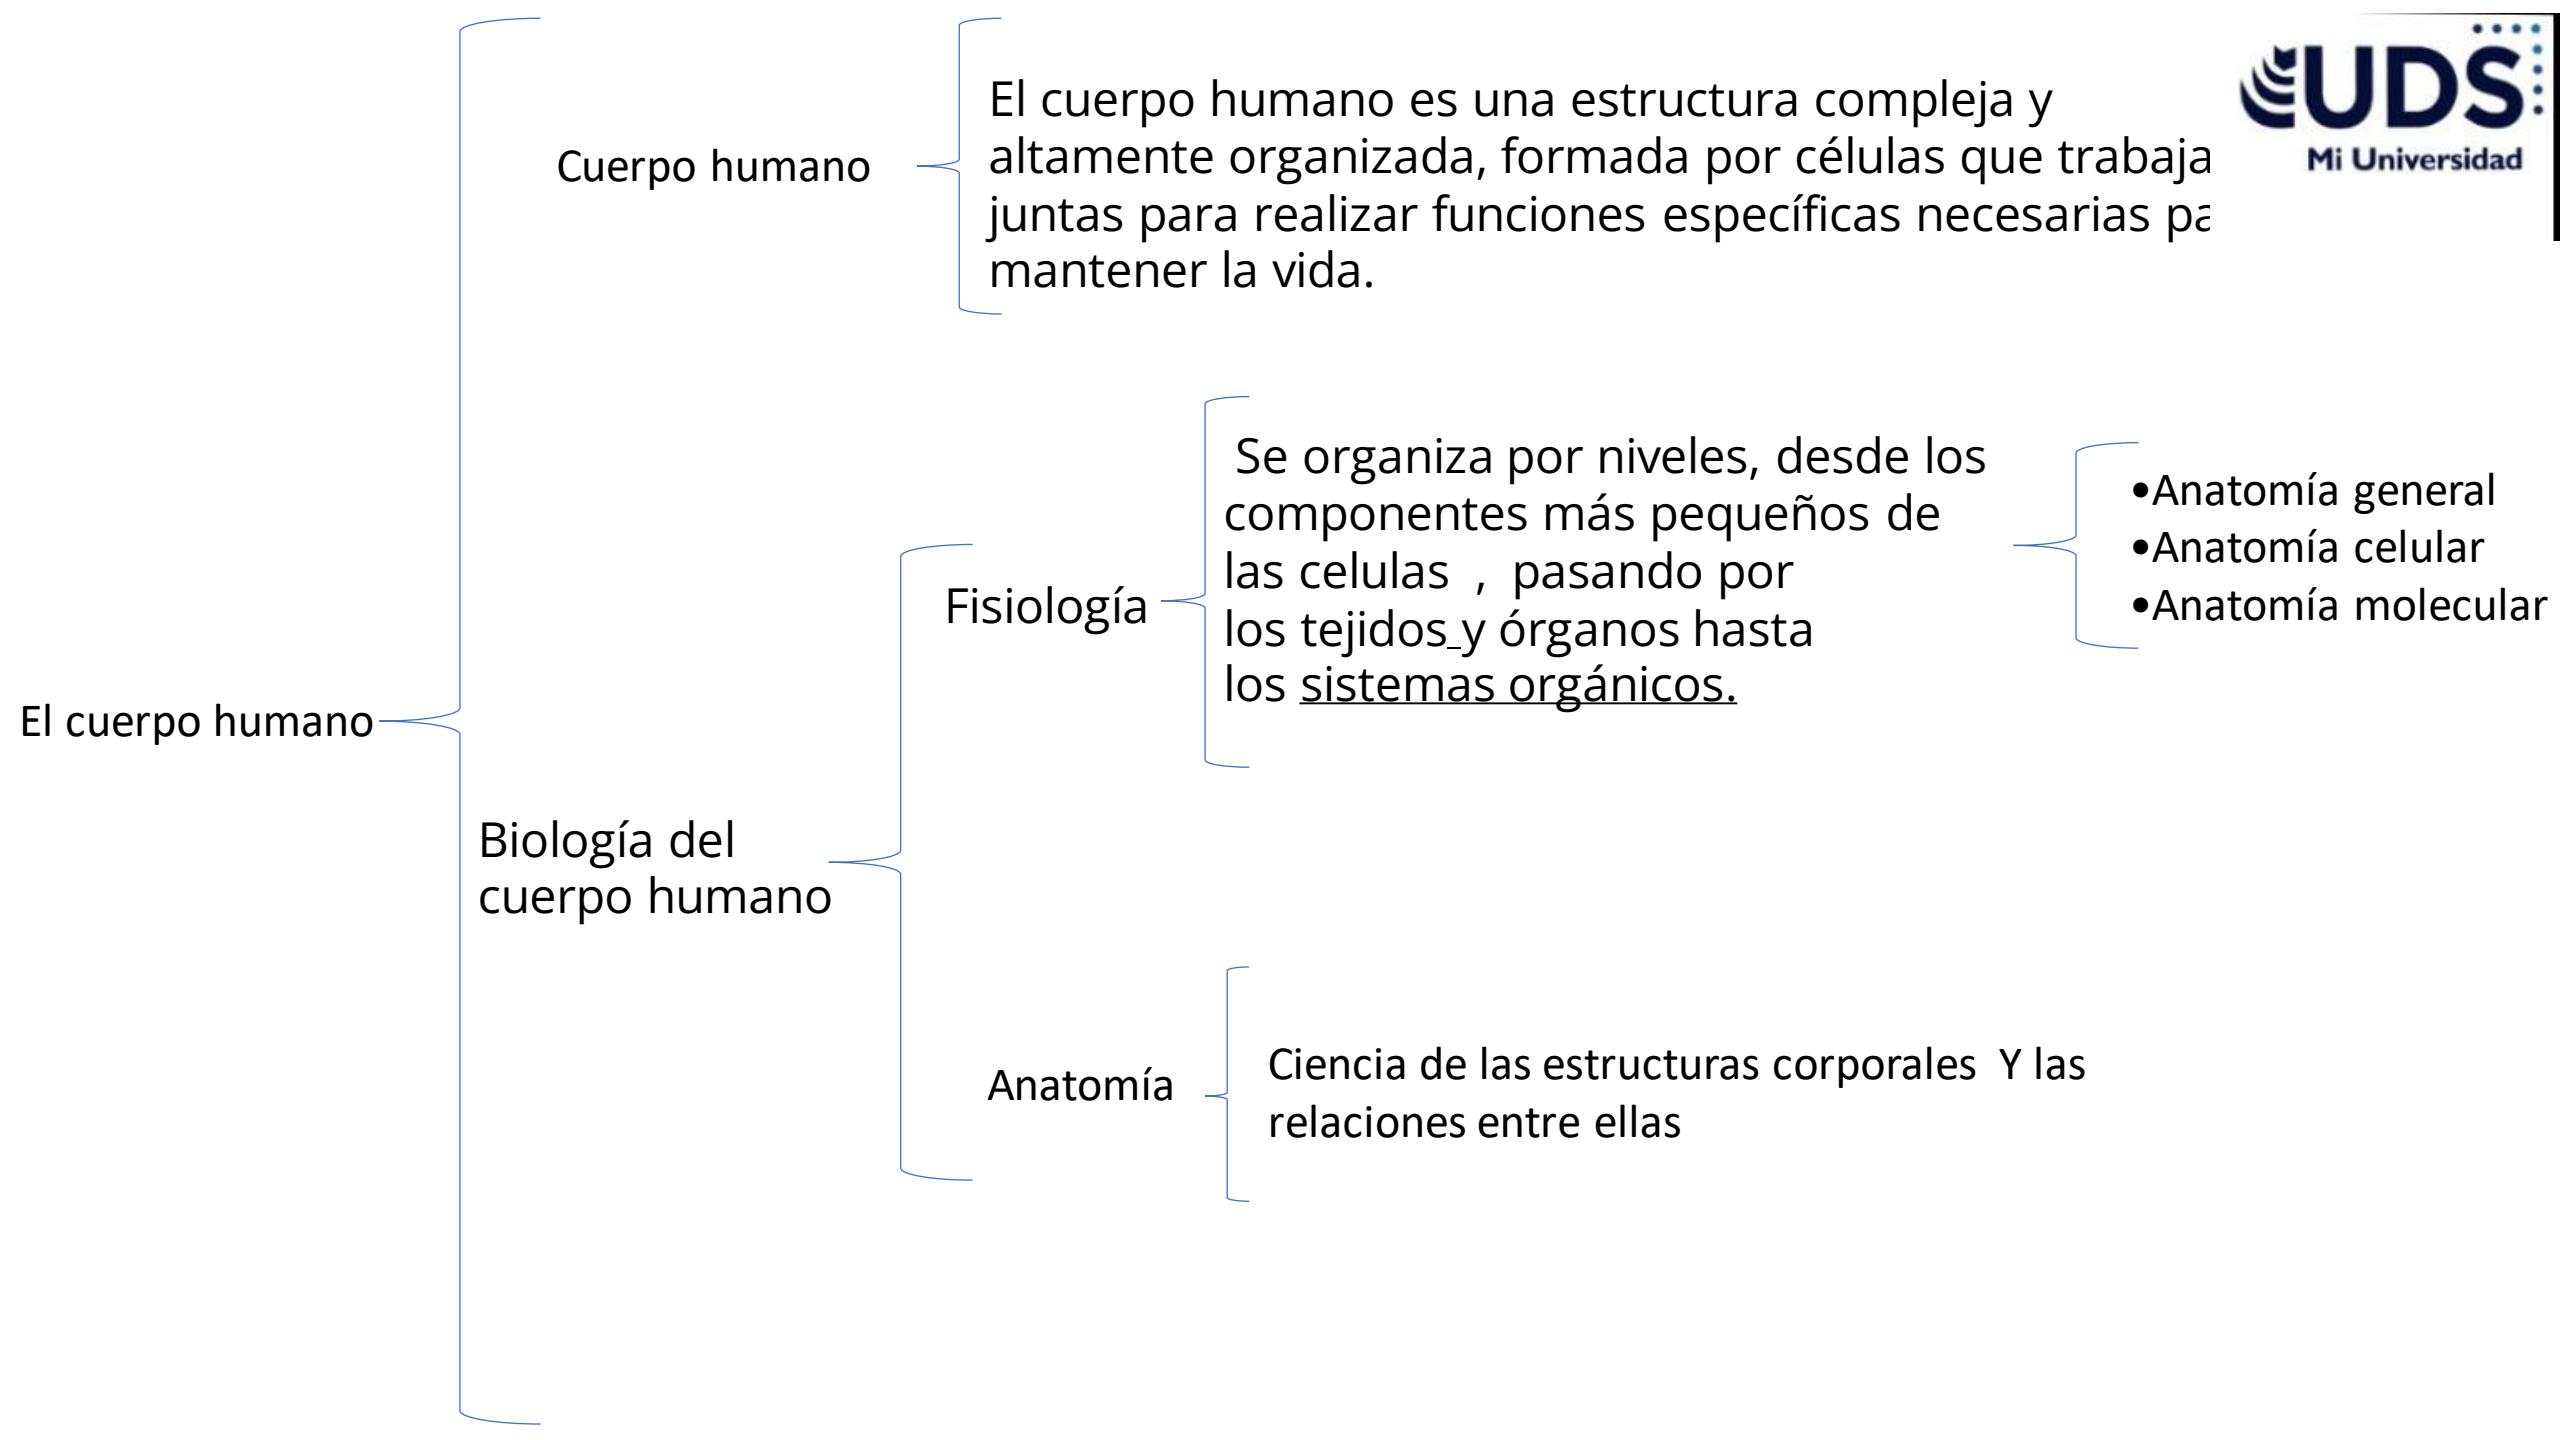 UDS
Mi Universidad
El cuerpo humano es una estructura compleja y
altamente organizada, formada por células que trabaja
juntas para realizar funciones específicas necesarias pa
mantener la vida.
Cuerpo humano
Se organiza por niveles, desde los
componentes más pequeños de
las celulas , pasando por
los tejidos y órganos hasta
los sistemas orgánicos.
•Anatomía general
•Anatomía celular
•Anatomía molecular
Fisiología
El cuerpo humano
Biología del
cuerpo humano
Anatomía
Ciencia de las estructuras corporales Y las
relaciones entre ellas